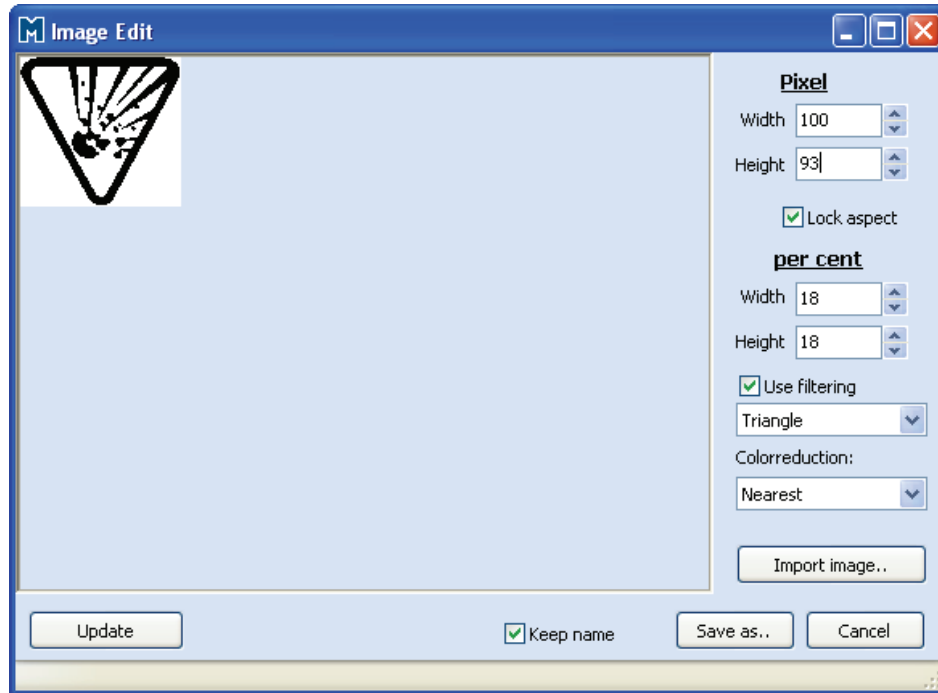 M Image Edit
Pixel
Width 100
Height 93
Lock aspect
per cent
Width 18
Height 18
Use filtering
Triangle
Colorreduction:
Nearest
Import image..
Update
Keep name
Save as..
Cancel